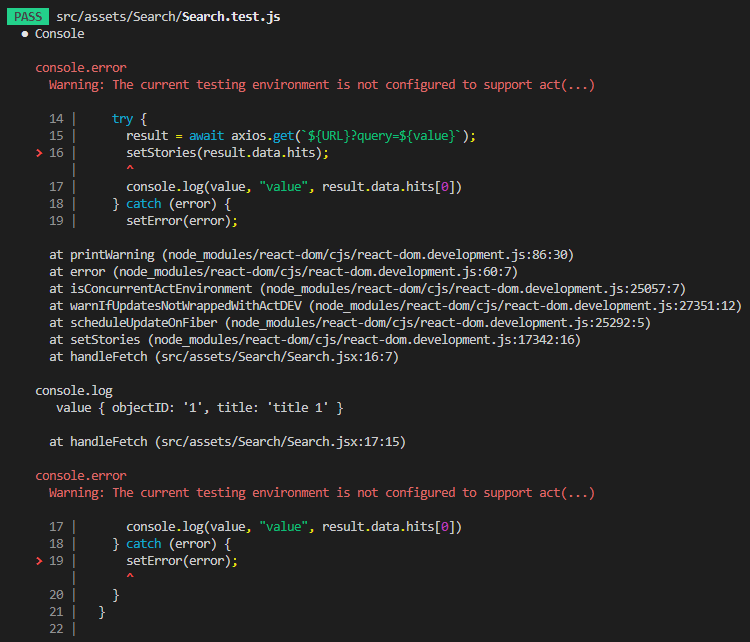 PASS src/assets/Search/Search.test.js
● Console
console.error
Warning: The current testing environment is not configured to support act(...)
14 |     try {
15 |       result = await axios.get(`${URL}?query=${value}`);
> 16 |       setStories(result.data.hits);
|       ^
17 |       console.log(value, "value", result.data.hits[0])
18 |     } catch (error) {
19 |       setError(error);
at printWarning (node_modules/react-dom/cjs/react-dom.development.js:86:30)
at error (node_modules/react-dom/cjs/react-dom.development.js:60:7)
at isConcurrentActEnvironment (node_modules/react-dom/cjs/react-dom.development.js:25057:7)
at warnIfUpdatesNotWrappedWithActDEV (node_modules/react-dom/cjs/react-dom.development.js:27351:12)
at scheduleUpdateOnFiber (node_modules/react-dom/cjs/react-dom.development.js:25292:5)
at setStories (node_modules/react-dom/cjs/react-dom.development.js:17342:16)
at handleFetch (src/assets/Search/Search.jsx:16:7)
console.log
value { objectID: '1', title: 'title 1' }
at handleFetch (src/assets/Search/Search.jsx:17:15)
console.error
Warning: The current testing environment is not configured to support act(...)
17 |       console.log(value, "value", result.data.hits[0])
18 |     } catch (error) {
> 19 |       setError(error);
|       ^
20 |     }
21 |   }
22 |